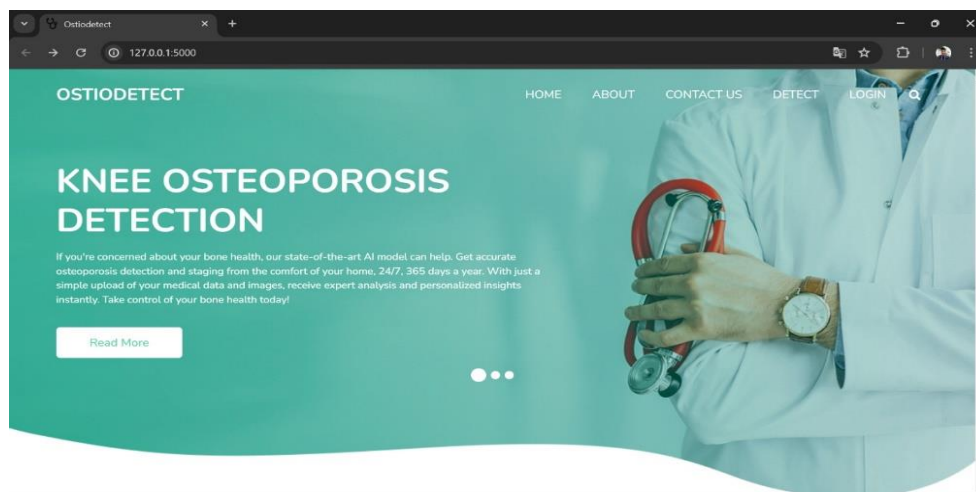 Ostiodetect
127.0.0.1:5000
OSTIODETECT
HOME ABOUT CONTACT US DETECT LOGIN
KNEE OSTEOPOROSIS
DETECTION
If you're concerned about your bone health, our state-of-the-art AI model can help. Get accurate
osteoporosis detection and staging from the comfort of your home, 24/7, 365 days a year. With just a
simple upload of your medical data and images, receive expert analysis and personalized insights
instantly. Take control of your bone health today!
Read More